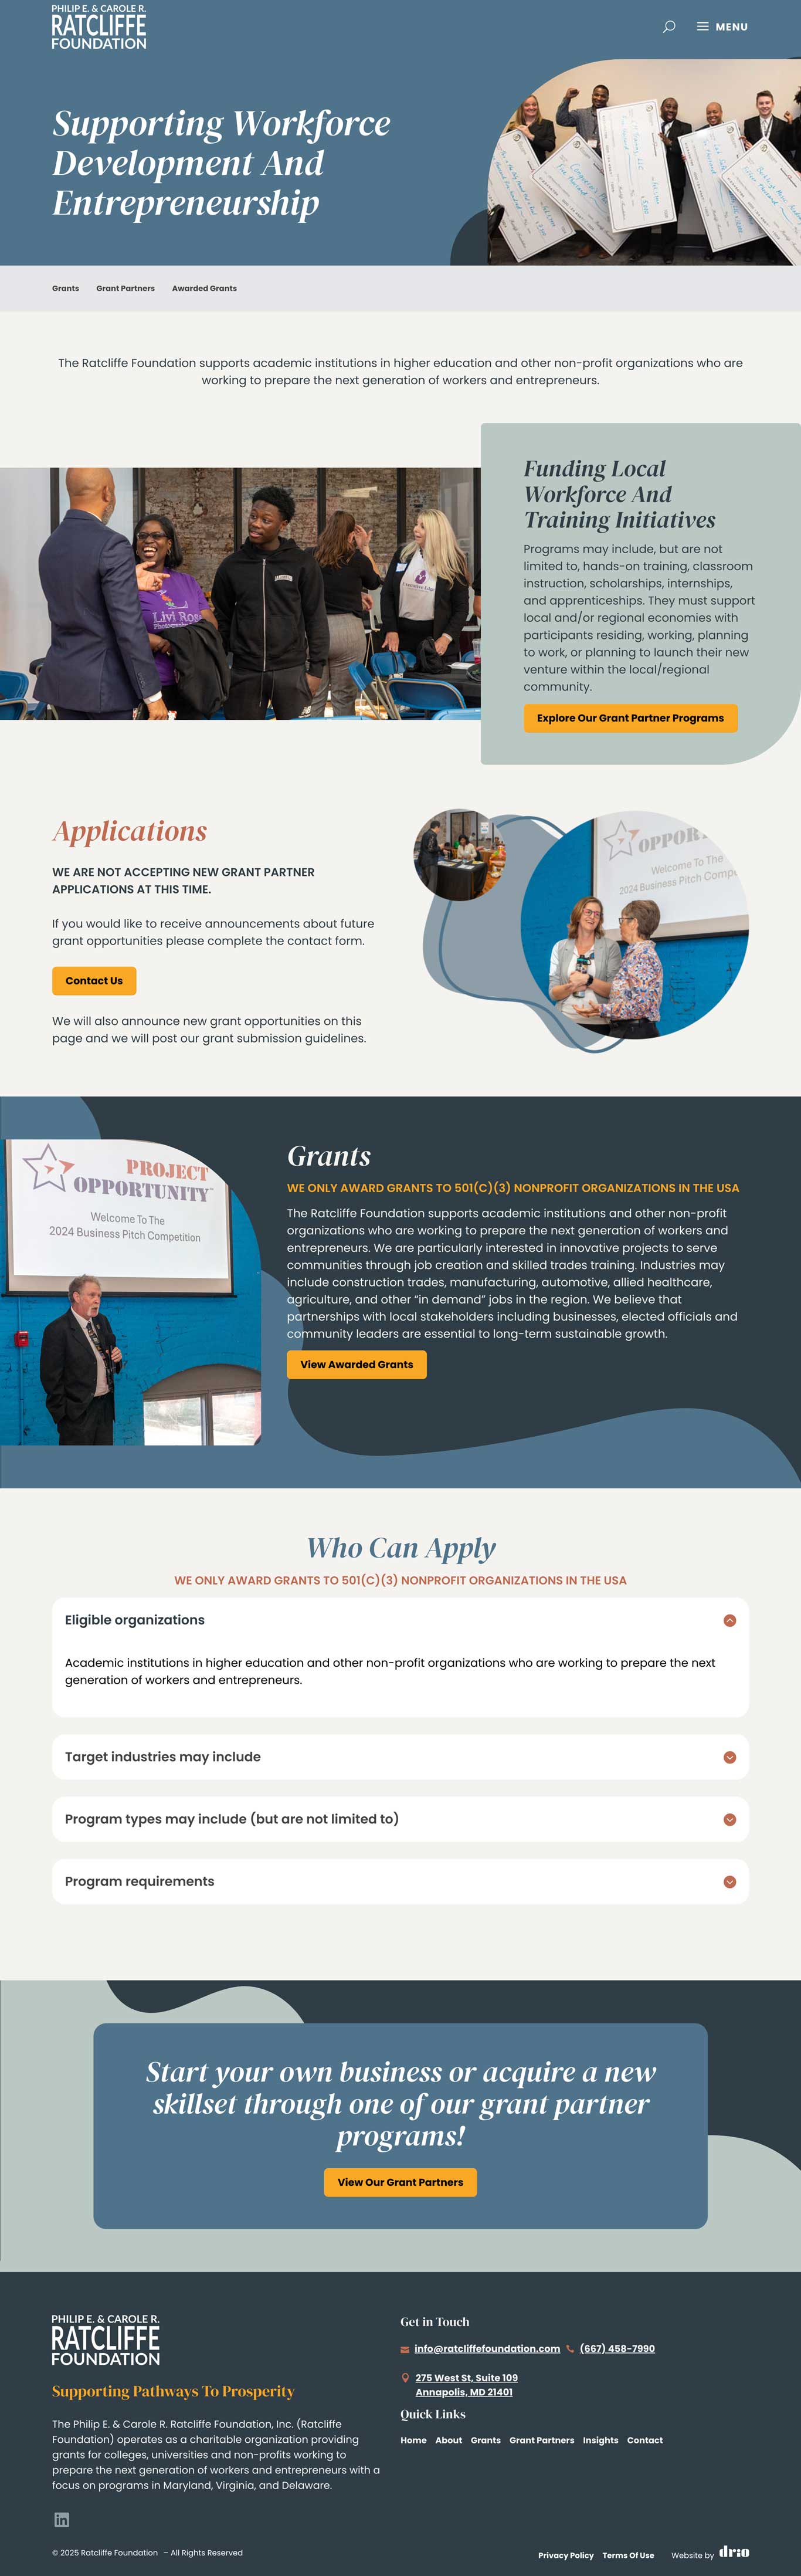 PHILIP E. & CAROLE R.
RATCLIFFE
FOUNDATION
MENU
Supporting Workforce
Development And
Entrepreneurship
Grants Grant Partners Awarded Grants
The Ratcliffe Foundation supports academic institutions in higher education and other non-profit organizations who are
working to prepare the next generation of workers and entrepreneurs.
Funding Local
Workforce And
Training Initiatives
Programs may include, but are not
limited to, hands-on training, classroom
instruction, scholarships, internships,
and apprenticeships. They must support
local and/or regional economies with
participants residing, working, planning
to work, or planning to launch their new
venture within the local/regional
community.
Explore Our Grant Partner Programs
Applications
WE ARE NOT ACCEPTING NEW GRANT PARTNER
APPLICATIONS AT THIS TIME.
If you would like to receive announcements about future
grant opportunities please complete the contact form.
Contact Us
We will also announce new grant opportunities on this
page and we will post our grant submission guidelines.
Welcome To The
2024 Business Pitch
PROJECT
OPPORTUNITY
Welcome To The
2024 Business Pitch Competition
Grants
WE ONLY AWARD GRANTS TO 501(C)(3) NONPROFIT ORGANIZATIONS IN THE USA
The Ratcliffe Foundation supports academic institutions and other non-profit
organizations who are working to prepare the next generation of workers and
entrepreneurs. We are particularly interested in innovative projects to serve
communities through job creation and skilled trades training. Industries may
include construction trades, manufacturing, automotive, allied healthcare,
agriculture, and other “in demand” jobs in the region. We believe that
partnerships with local stakeholders including businesses, elected officials and
community leaders are essential to long-term sustainable growth.
View Awarded Grants
Who Can Apply
WE ONLY AWARD GRANTS TO 501(C)(3) NONPROFIT ORGANIZATIONS IN THE USA
Eligible organizations
Academic institutions in higher education and other non-profit organizations who are working to prepare the next
generation of workers and entrepreneurs.
Target industries may include
Program types may include (but are not limited to)
Program requirements
Start your own business or acquire a new
skillset through one of our grant partner
programs!
View Our Grant Partners
PHILIP E. & CAROLE R.
RATCLIFFE
FOUNDATION
Supporting Pathways To Prosperity
The Philip E. & Carole R. Ratcliffe Foundation, Inc. (Ratcliffe
Foundation) operates as a charitable organization providing
grants for colleges, universities and non-profits working to
prepare the next generation of workers and entrepreneurs with a
focus on programs in Maryland, Virginia, and Delaware.
Get in Touch
info@ratcliffefoundation.com (667) 458-7990
275 West St, Suite 109
Annapolis, MD 21401
Quick Links
Home About Grants Grant Partners Insights Contact
© 2025 Ratcliffe Foundation – All Rights Reserved
Privacy Policy Terms Of Use Website by drio